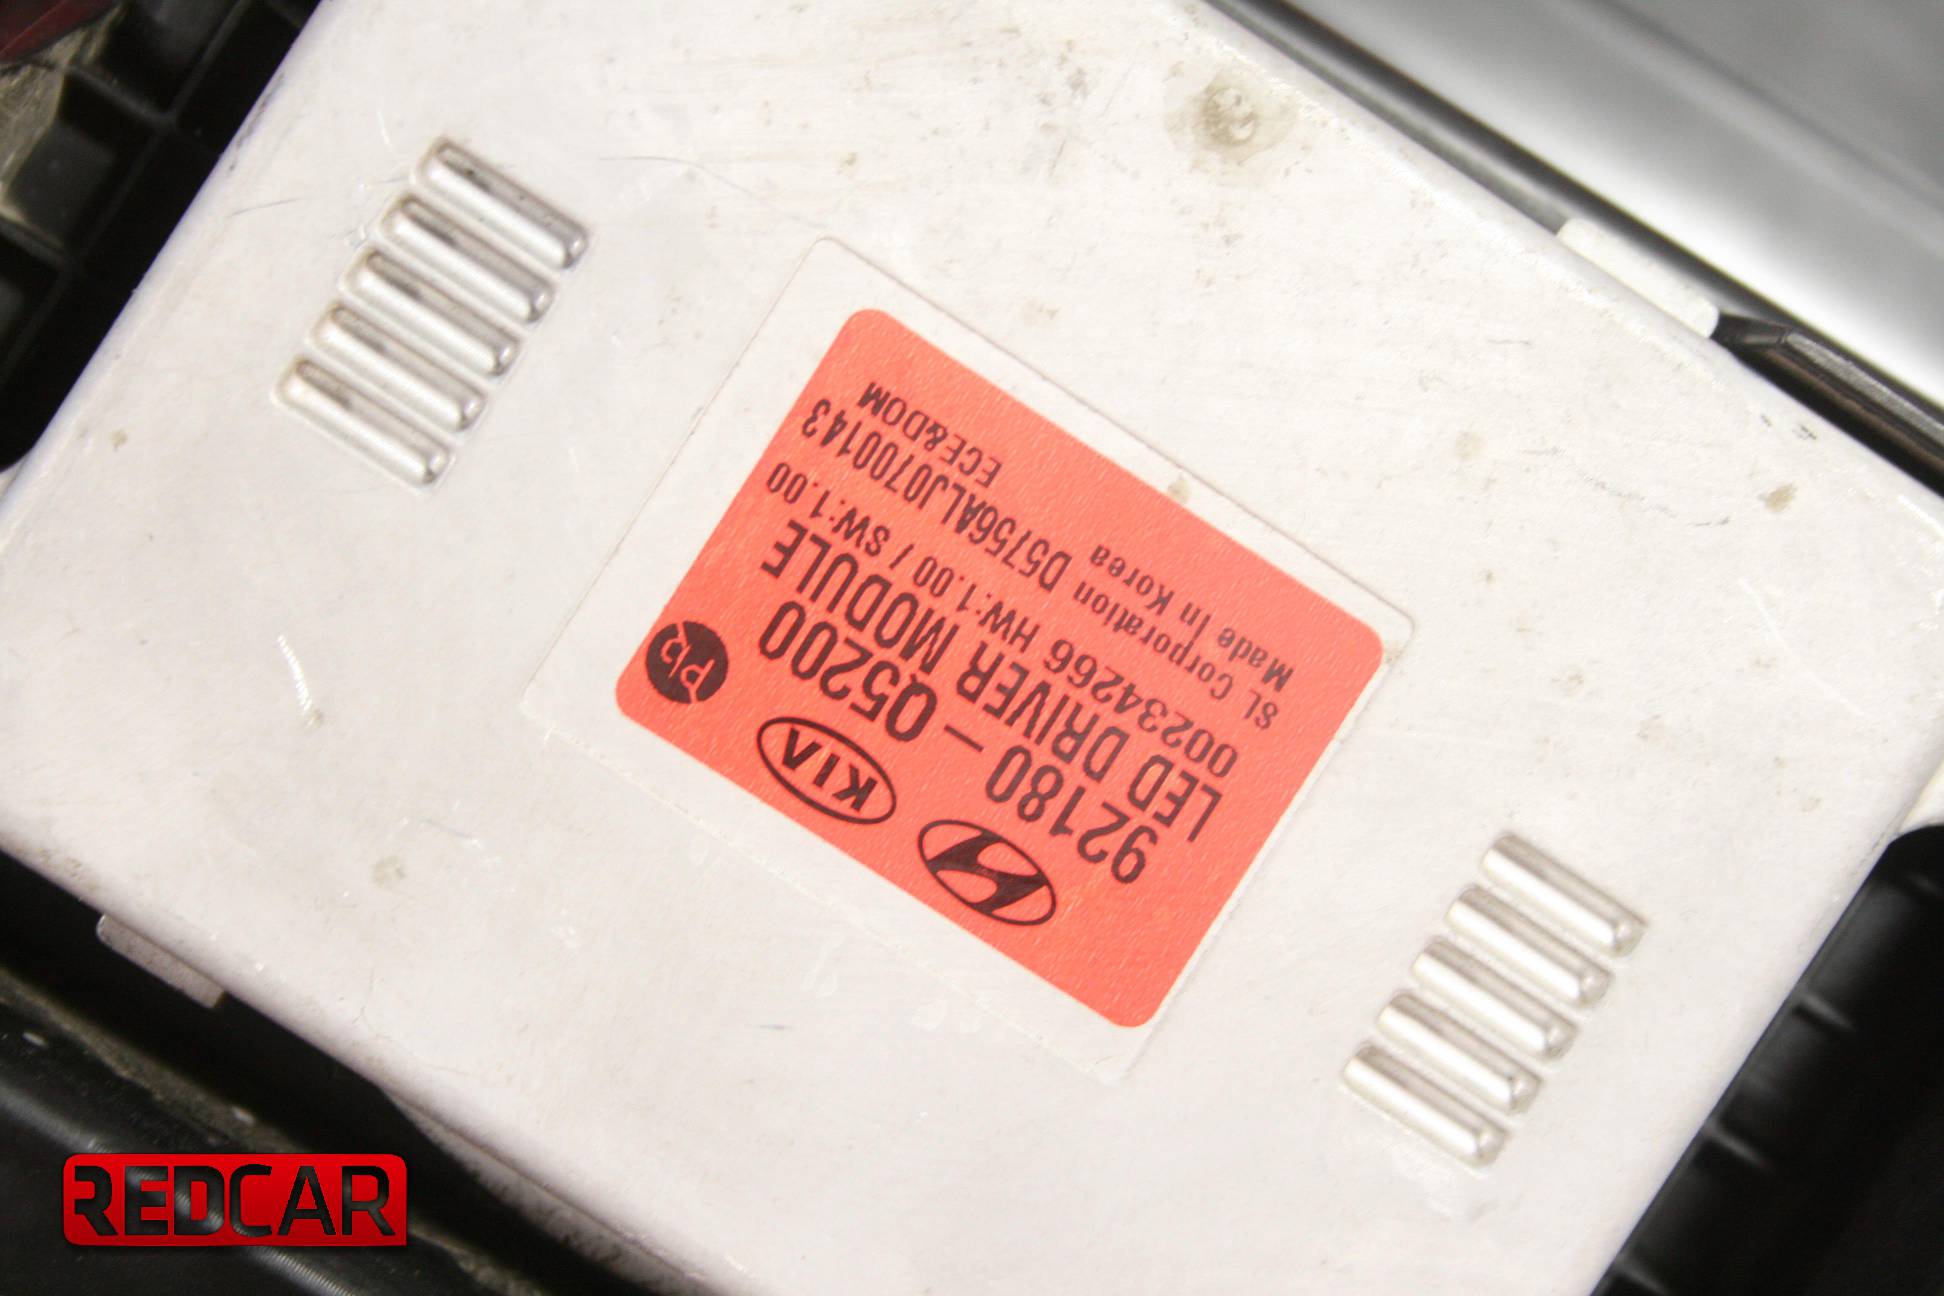 KIA
Pb
92180-Q5200
LED DRIVER MODULE
00234266 HW:1.00 / SW:1.00
SL Corporation D5756ALJ0700143
Made In Korea
ECE&DOM
REDCAR